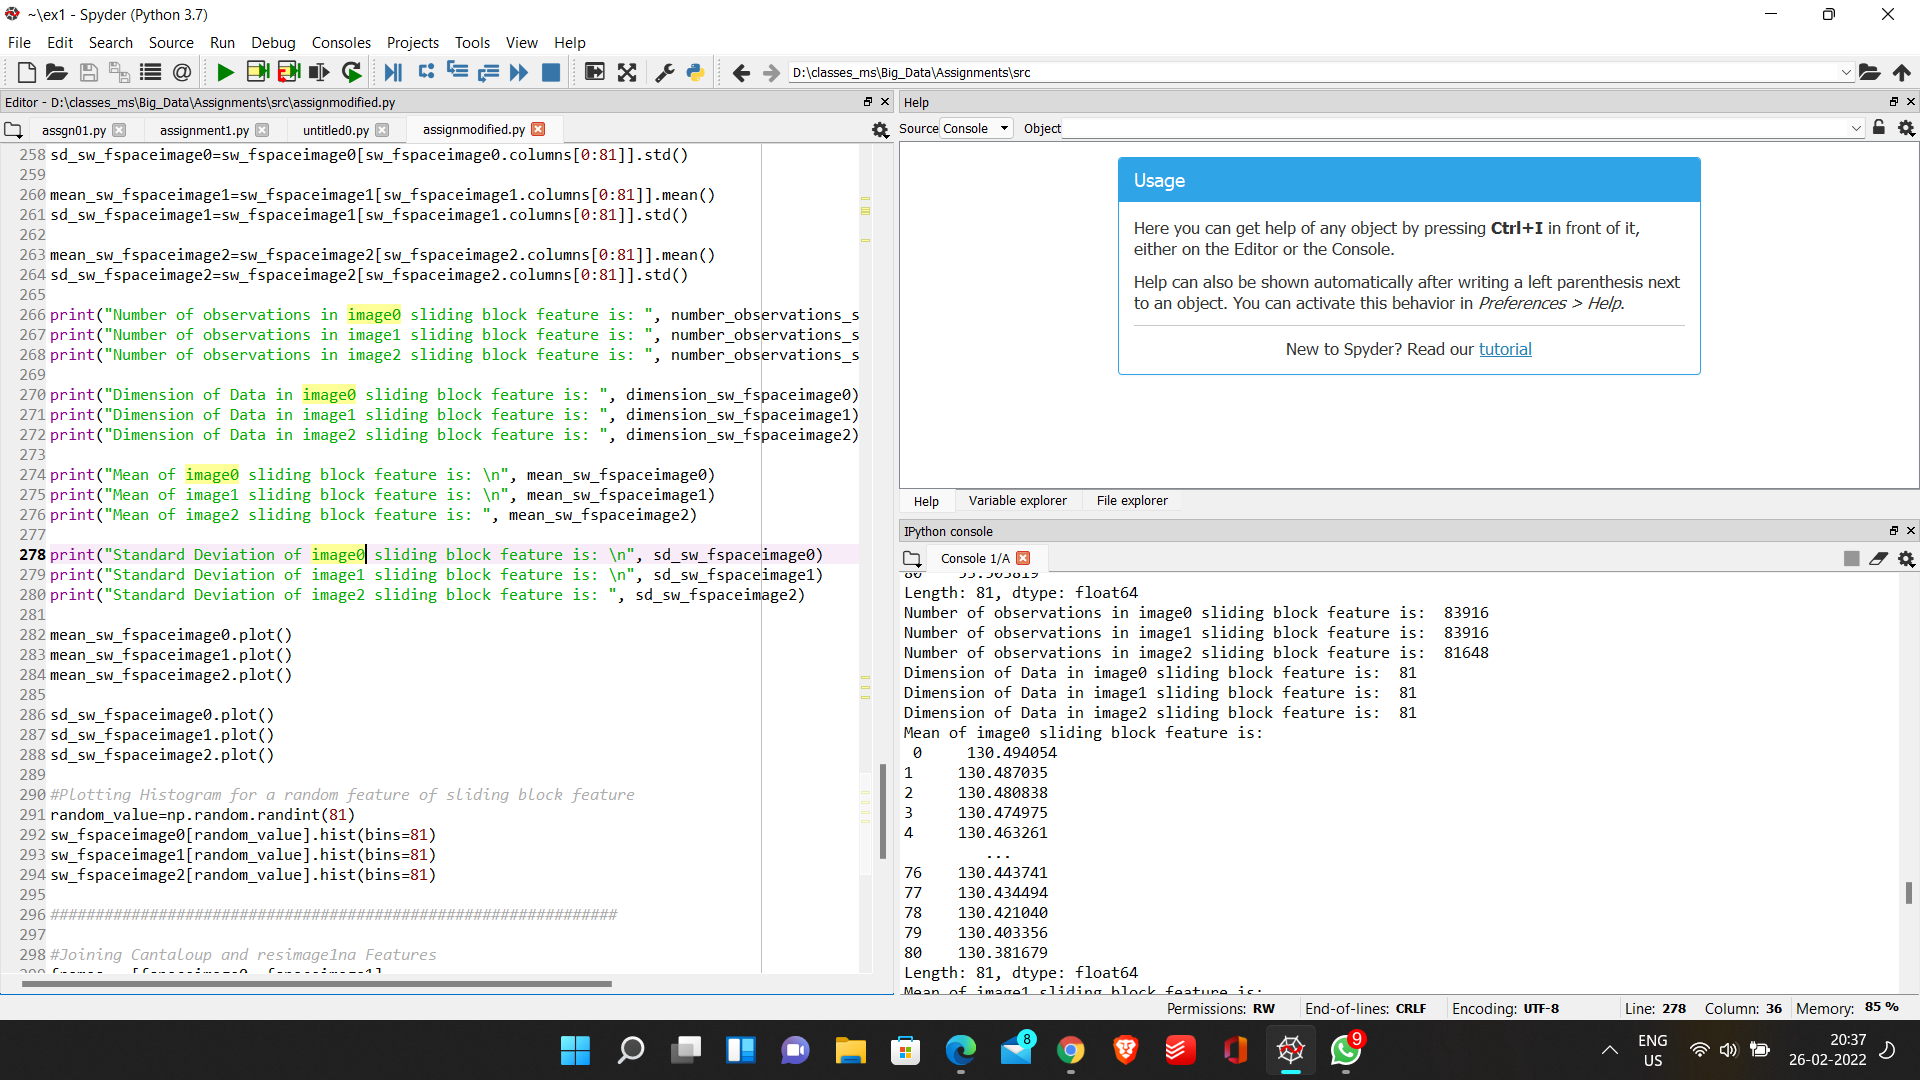 ~\ex1 - Spyder (Python 3.7)
File Edit Search Source Run Debug Consoles Projects Tools View Help
D:\classes_ms\Big_Data\Assignments\src
Editor - D:\classes_ms\Big_Data\Assignments\src\assignmodified.py
assgn01.py assignment1.py untitled0.py assignmodified.py
258 sd_sw_fspaceimage0=sw_fspaceimage0[sw_fspaceimage0.columns[0:81]].std()
259
260 mean_sw_fspaceimage1=sw_fspaceimage1[sw_fspaceimage1.columns[0:81]].mean()
261 sd_sw_fspaceimage1=sw_fspaceimage1[sw_fspaceimage1.columns[0:81]].std()
262
263 mean_sw_fspaceimage2=sw_fspaceimage2[sw_fspaceimage2.columns[0:81]].mean()
264 sd_sw_fspaceimage2=sw_fspaceimage2[sw_fspaceimage2.columns[0:81]].std()
265
266 print("Number of observations in image0 sliding block feature is: ", number_observations_s
267 print("Number of observations in image1 sliding block feature is: ", number_observations_s
268 print("Number of observations in image2 sliding block feature is: ", number_observations_s
269
270 print("Dimension of Data in image0 sliding block feature is: ", dimension_sw_fspaceimage0)
271 print("Dimension of Data in image1 sliding block feature is: ", dimension_sw_fspaceimage1)
272 print("Dimension of Data in image2 sliding block feature is: ", dimension_sw_fspaceimage2)
273
274 print("Mean of image0 sliding block feature is: \n", mean_sw_fspaceimage0)
275 print("Mean of image1 sliding block feature is: \n", mean_sw_fspaceimage1)
276 print("Mean of image2 sliding block feature is: ", mean_sw_fspaceimage2)
277
278 print("Standard Deviation of image0 sliding block feature is: \n", sd_sw_fspaceimage0)
279 print("Standard Deviation of image1 sliding block feature is: \n", sd_sw_fspaceimage1)
280 print("Standard Deviation of image2 sliding block feature is: ", sd_sw_fspaceimage2)
281
282 mean_sw_fspaceimage0.plot()
283 mean_sw_fspaceimage1.plot()
284 mean_sw_fspaceimage2.plot()
285
286 sd_sw_fspaceimage0.plot()
287 sd_sw_fspaceimage1.plot()
288 sd_sw_fspaceimage2.plot()
289
290 #Plotting Histogram for a random feature of sliding block feature
291 random_value=np.random.randint(81)
292 sw_fspaceimage0[random_value].hist(bins=81)
293 sw_fspaceimage1[random_value].hist(bins=81)
294 sw_fspaceimage2[random_value].hist(bins=81)
295
296 ###############################################################
297
298 #Joining Cantaloup and resimage1na Features
Help
Source Console Object
Usage
Here you can get help of any object by pressing Ctrl+I in front of it,
either on the Editor or the Console.
Help can also be shown automatically after writing a left parenthesis next
to an object. You can activate this behavior in Preferences > Help.
New to Spyder? Read our tutorial
Help Variable explorer File explorer
IPython console
Console 1/A
Length: 81, dtype: float64
Number of observations in image0 sliding block feature is:  83916
Number of observations in image1 sliding block feature is:  83916
Number of observations in image2 sliding block feature is:  81648
Dimension of Data in image0 sliding block feature is:  81
Dimension of Data in image1 sliding block feature is:  81
Dimension of Data in image2 sliding block feature is:  81
Mean of image0 sliding block feature is:
0     130.494054
1     130.487035
2     130.480838
3     130.474975
4     130.463261
...
76    130.443741
77    130.434494
78    130.421040
79    130.403356
80    130.381679
Length: 81, dtype: float64
Mean of image1 sliding block feature is:
Permissions: RW End-of-lines: CRLF Encoding: UTF-8 Line: 278 Column: 36 Memory: 85 %
8
9
ENG
US
20:37
26-02-2022